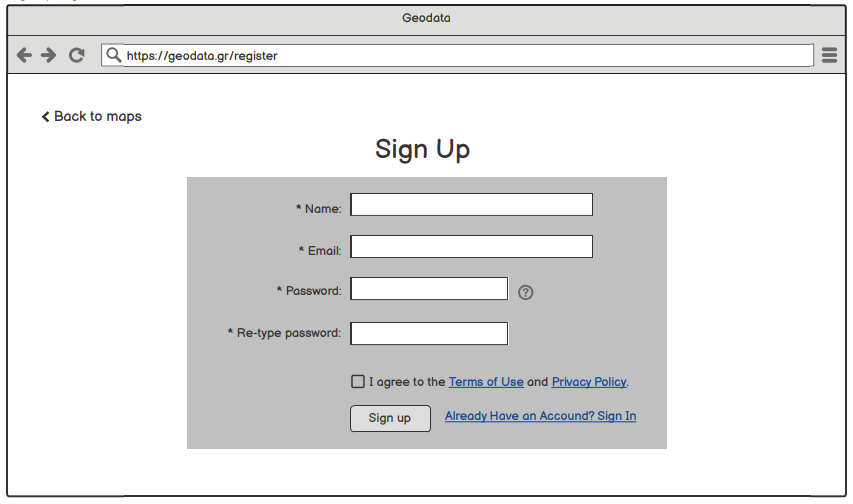 Geodata
https://geodata.gr/register
Back to maps
Sign Up
* Name:
* Email:
* Password: ?
* Re-type password:
I agree to the Terms of Use and Privacy Policy.
Sign up Already Have an Accound? Sign In